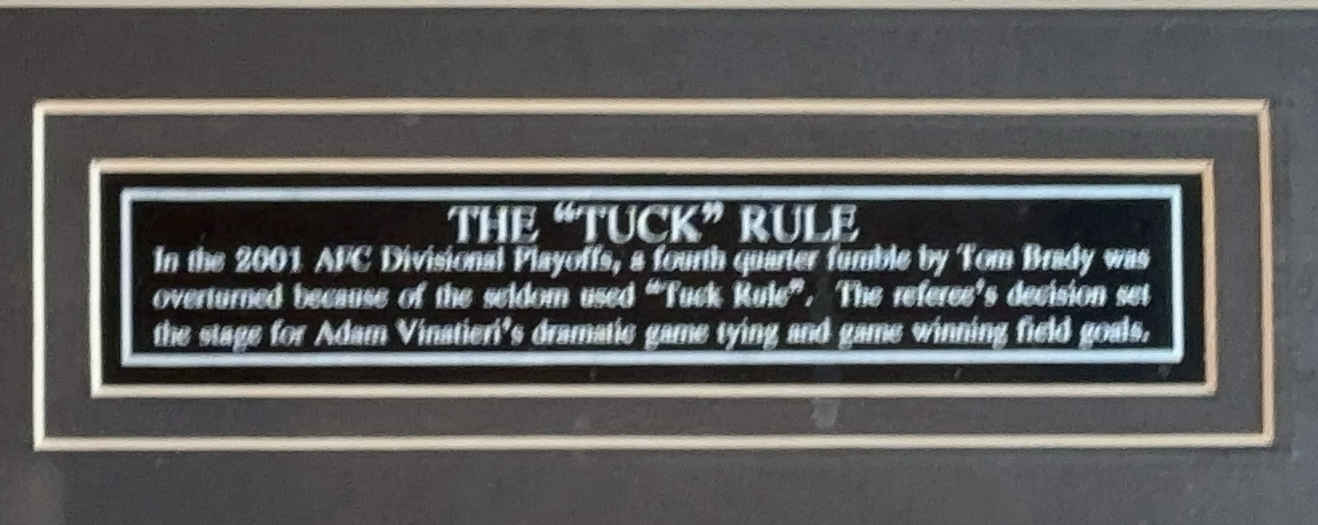 THE “TUCK” RULE
In the 2001 AFC Divisional Playoffs, a fourth quarter fumble by Tom Brady was
overturned because of the seldom used “Tuck Rule”. The referee's decision set
the stage for Adam Vinatieri's dramatic game tying and game winning field goals.